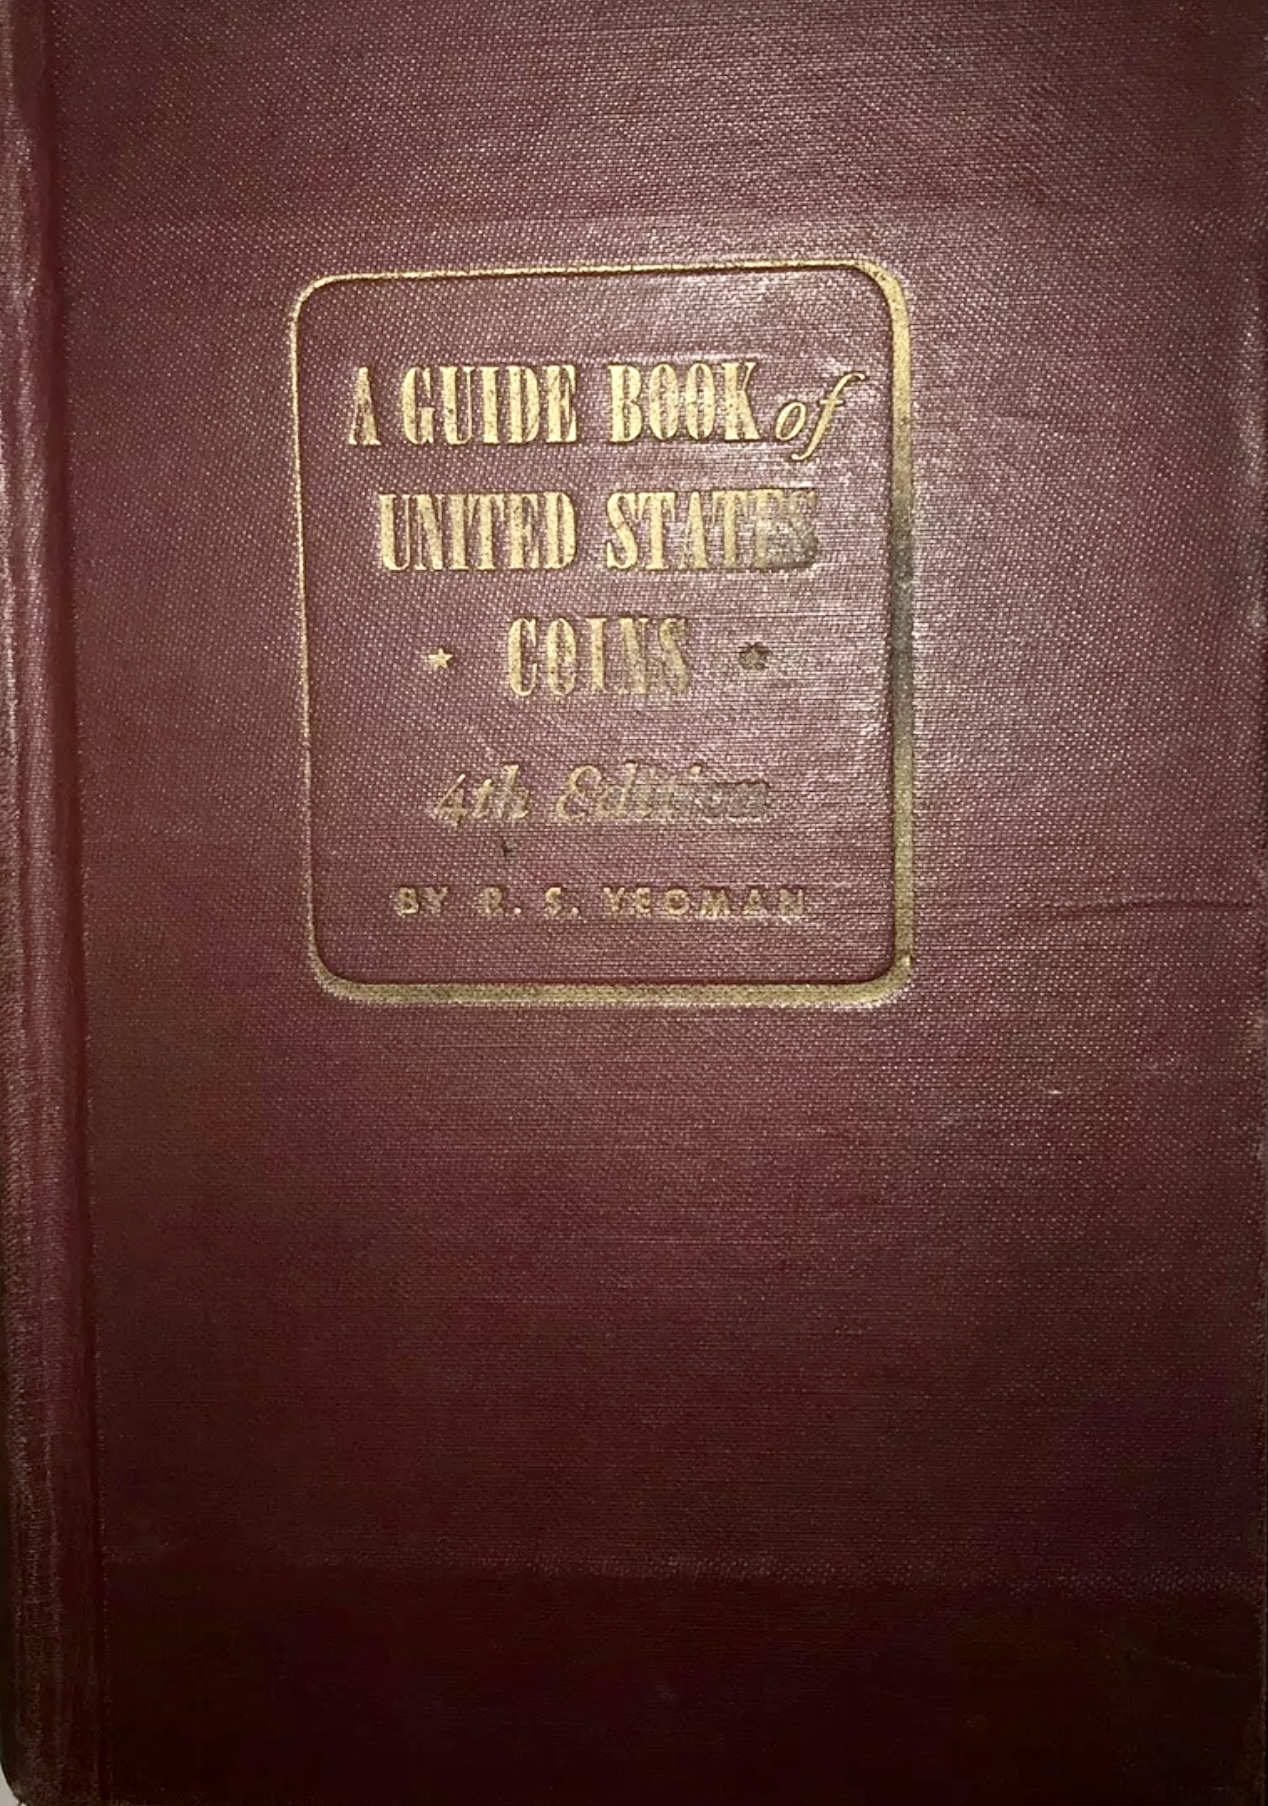 A GUIDE BOOK of
UNITED STATES
COINS
4th Edition
BY R. S. YEOMAN